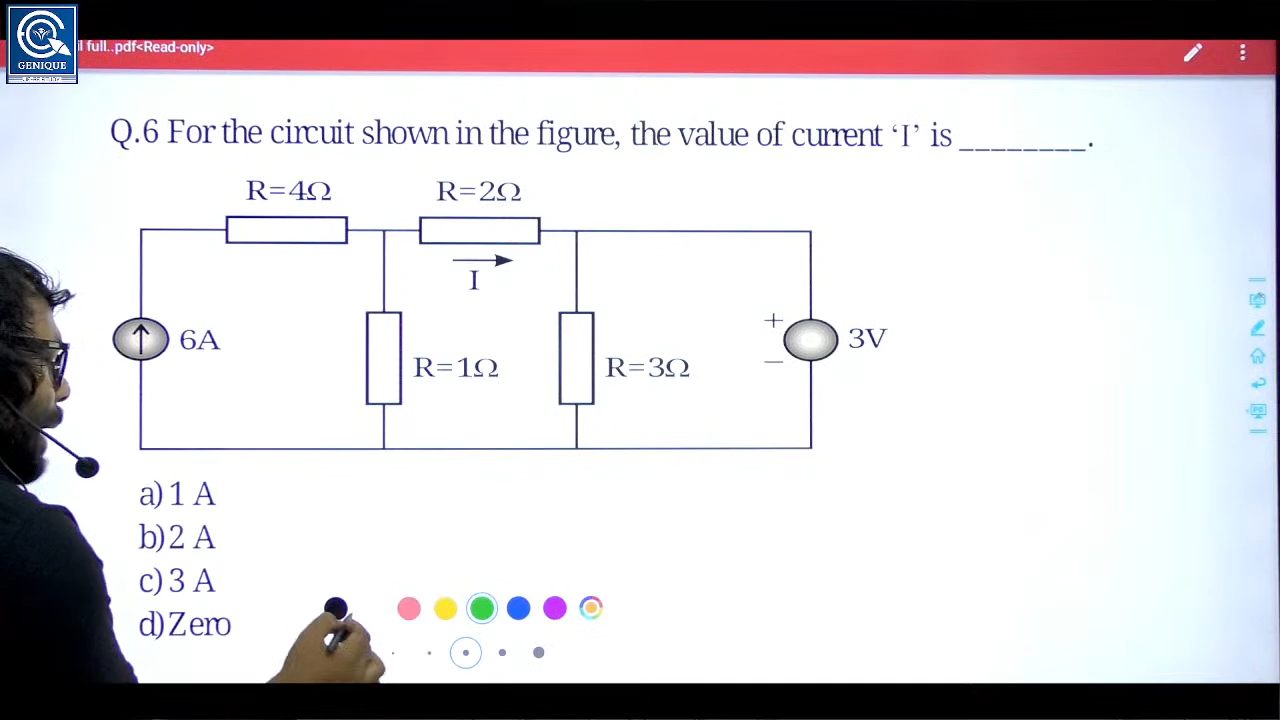 GENIQUE
l full..pdf<Read-only>
Q.6 For the circuit shown in the figure, the value of current ‘I’ is ________.
R=4Ω R=2Ω
I
6A
R=1Ω R=3Ω
+
−
3V
a) 1 A
b) 2 A
c) 3 A
d) Zero